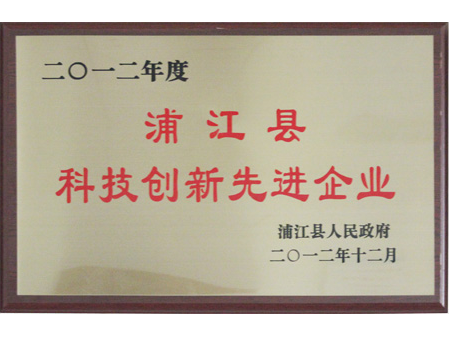 二〇一二年度
浦江县
科技创新先进企业
浦江县人民政府
二〇一二年十二月